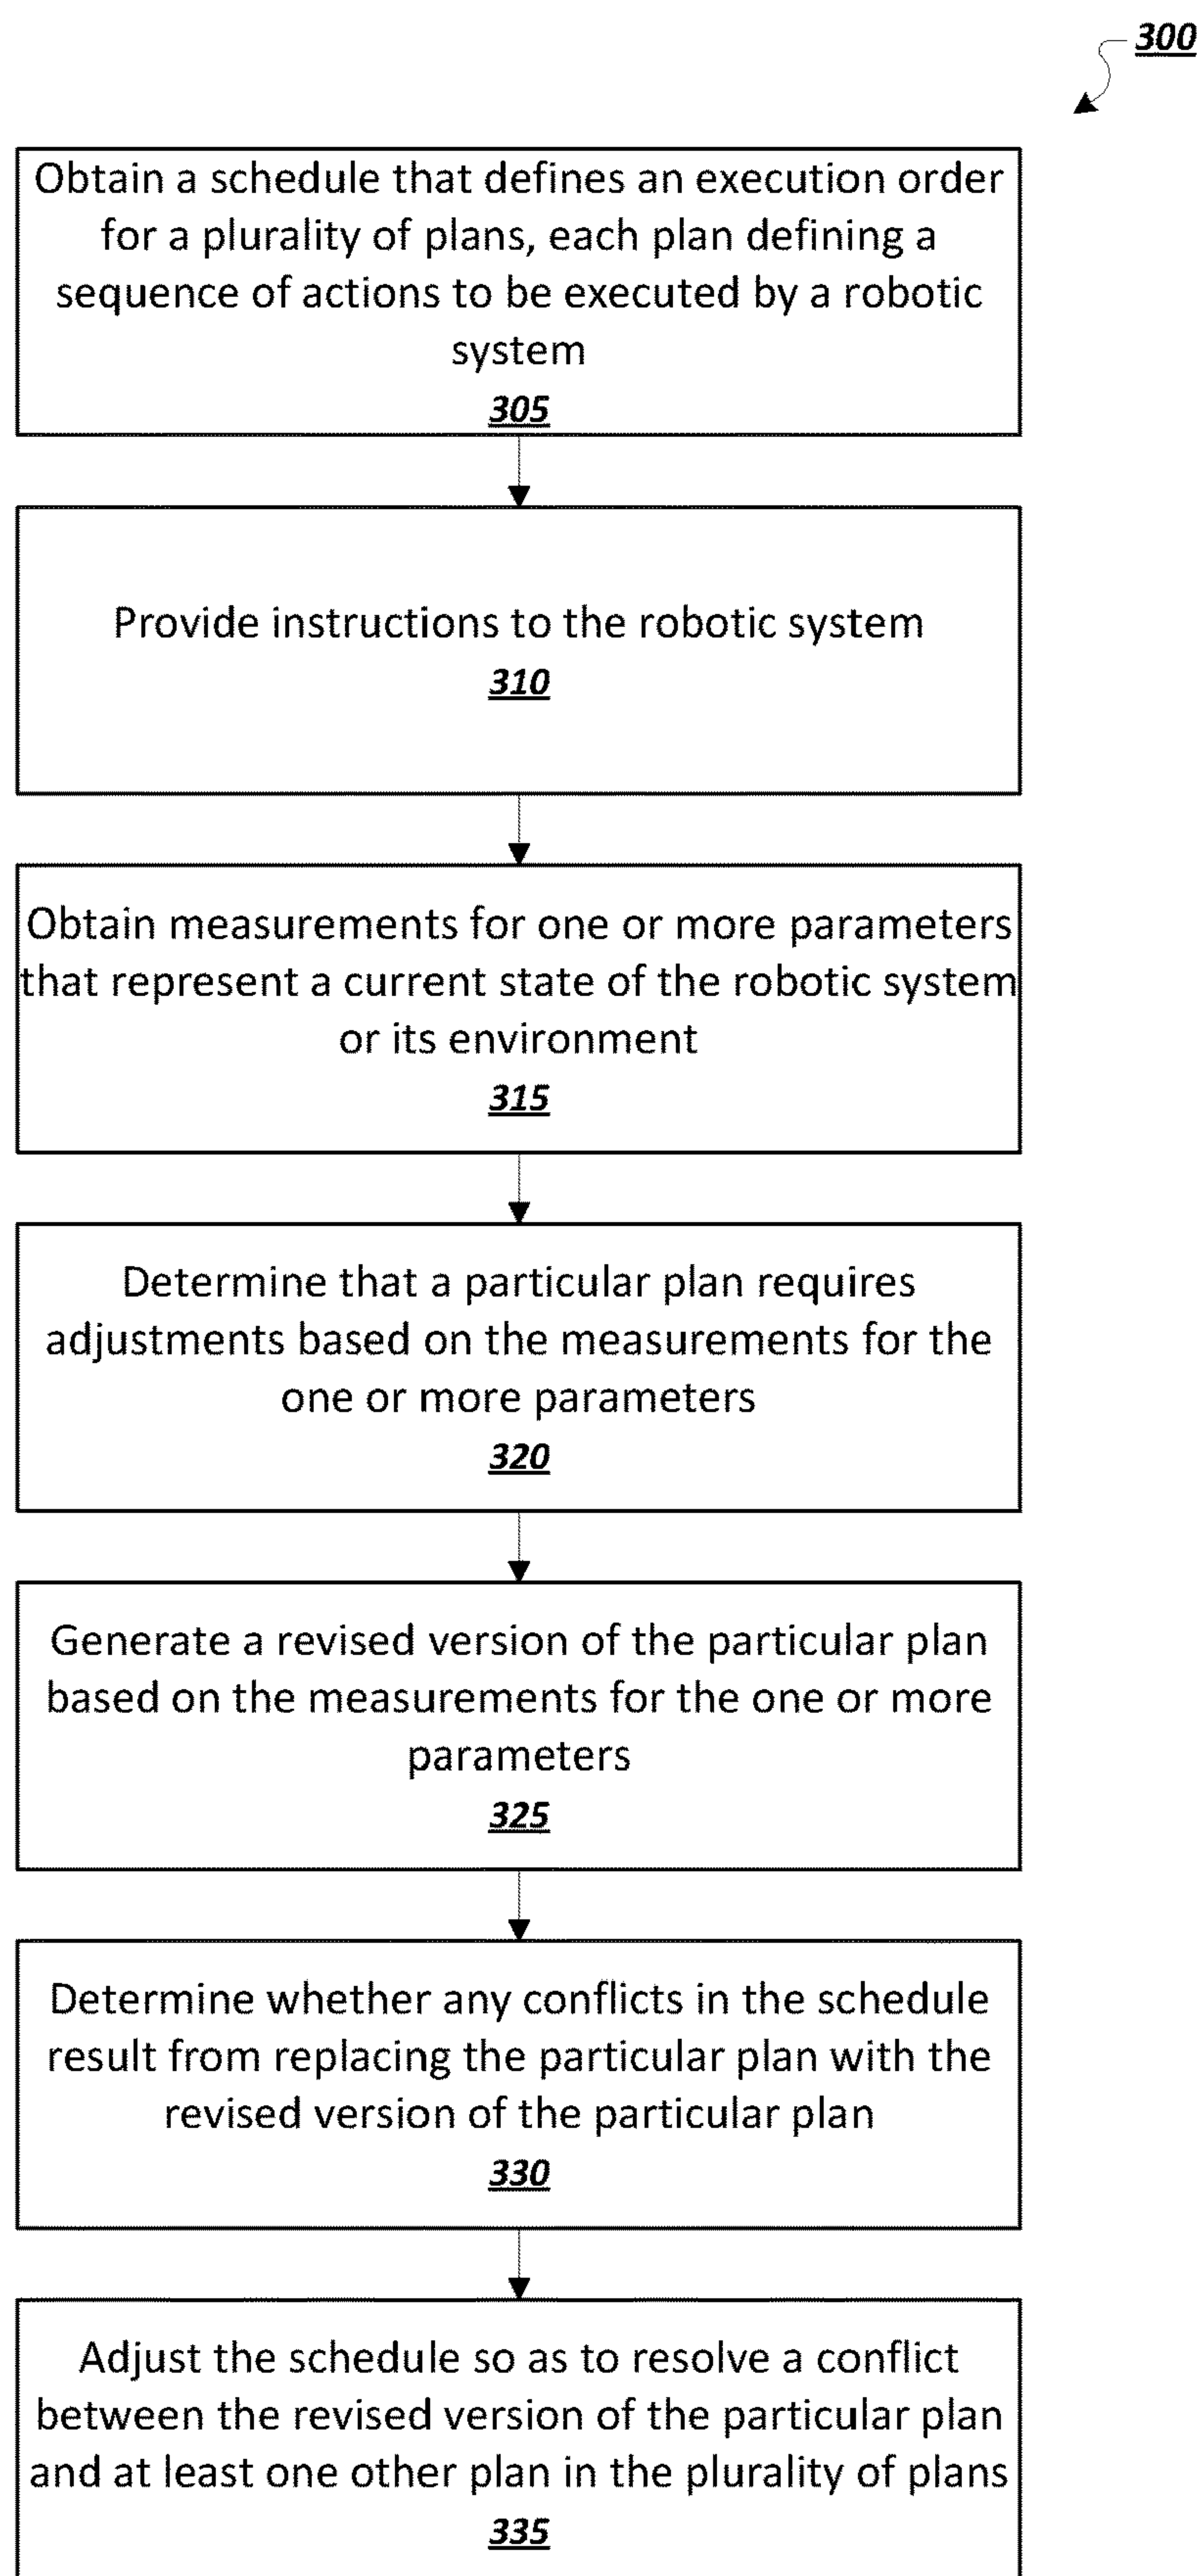 300
Obtain a schedule that defines an execution order
for a plurality of plans, each plan defining a
sequence of actions to be executed by a robotic
system
305
Provide instructions to the robotic system
310
Obtain measurements for one or more parameters
that represent a current state of the robotic system
or its environment
315
Determine that a particular plan requires
adjustments based on the measurements for the
one or more parameters
320
Generate a revised version of the particular plan
based on the measurements for the one or more
parameters
325
Determine whether any conflicts in the schedule
result from replacing the particular plan with the
revised version of the particular plan
330
Adjust the schedule so as to resolve a conflict
between the revised version of the particular plan
and at least one other plan in the plurality of plans
335